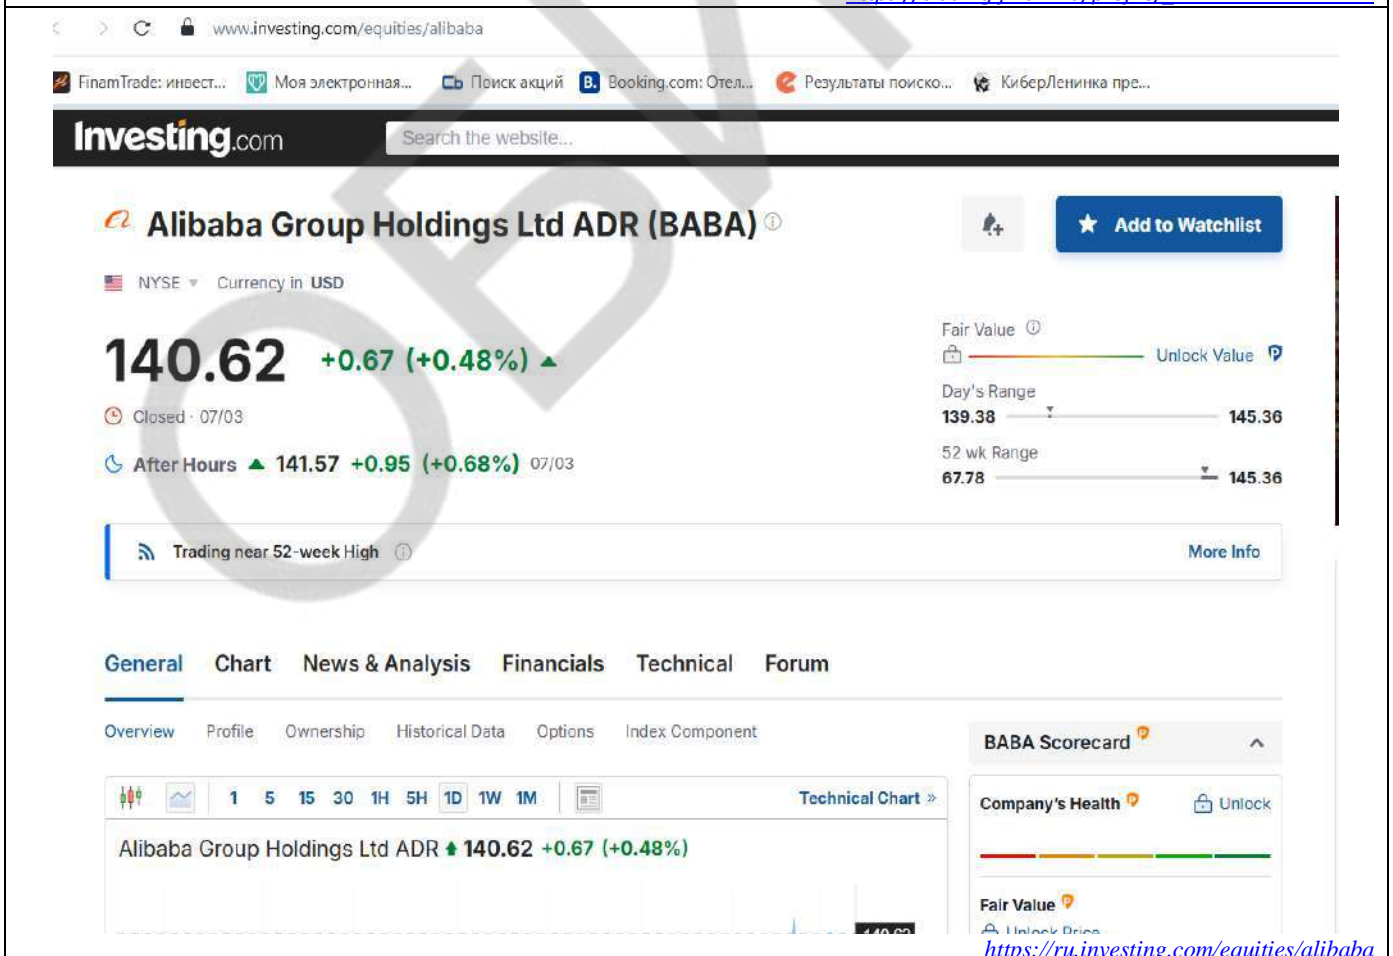 www.investing.com/equities/alibaba
FinamTrade: инвест... Моя электронная... Поиск акций B. Booking.com: Отел... Результаты поиско... КиберЛенинка пре...
Investing.com Search the website...
Alibaba Group Holdings Ltd ADR (BABA) Add to Watchlist
NYSE Currency in USD
140.62 +0.67 (+0.48%)
Closed · 07/03
After Hours 141.57 +0.95 (+0.68%) 07/03
Fair Value
Unlock Value
Day's Range
139.38 145.36
52 wk Range
67.78 145.36
Trading near 52-week High More Info
General Chart News & Analysis Financials Technical Forum
Overview Profile Ownership Historical Data Options Index Component
1 5 15 30 1H 5H 1D 1W 1M Technical Chart »
Alibaba Group Holdings Ltd ADR 140.62 +0.67 (+0.48%)
140.62
BABA Scorecard
Company's Health Unlock
Fair Value
Unlock Price
https://ru.investing.com/equities/alibaba